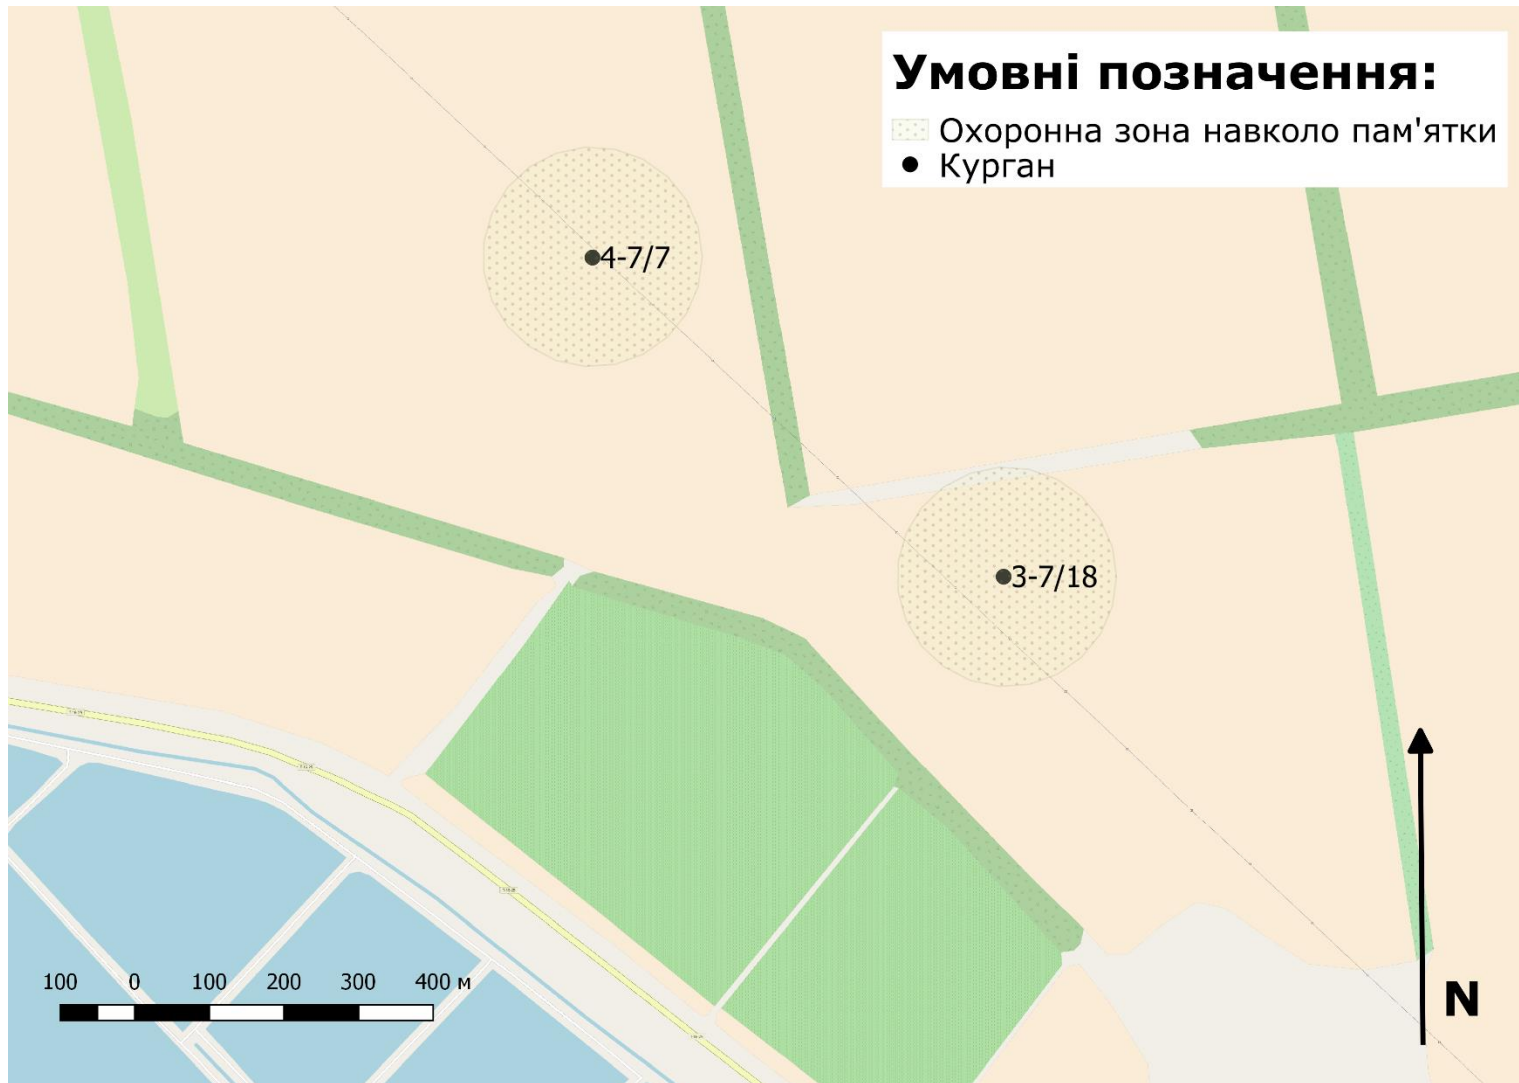 Умовні позначення:
Охоронна зона навколо пам'ятки
Курган
4-7/7
3-7/18
100 0 100 200 300 400 м
N